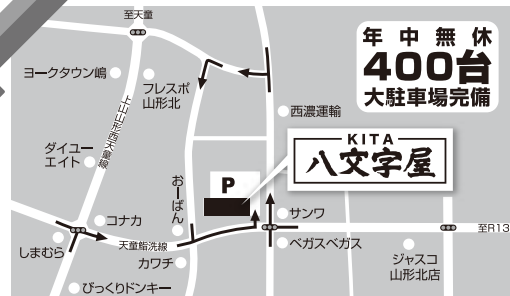 至天童
年中無休
400台
大駐車場完備
ヨークタウン嶋
フレスポ
山形北
西濃運輸
上山山形西天童線
ダイユー
エイト
KITA
八文字屋
おーばん
P
コナカ
サンワ
至R13
しまむら
天童鮨洗線
カワチ
ベガスベガス
ジャスコ
山形北店
びっくりドンキー